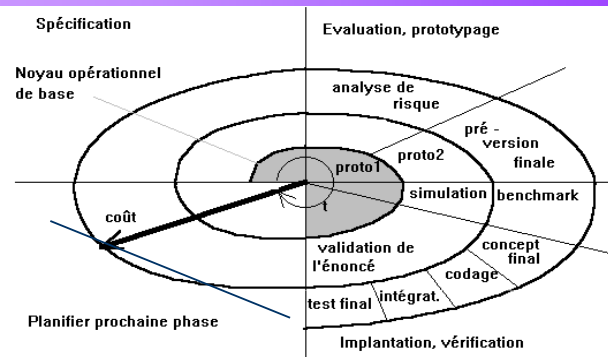 Spécification
Evaluation, prototypage
Noyau opérationnel
de base
analyse de
risque
pré -
version
finale
proto1
proto2
simulation
benchmark
t
coût
validation de
l'énoncé
concept
final
codage
intégrat.
test final
Planifier prochaine phase
Implantation, vérification